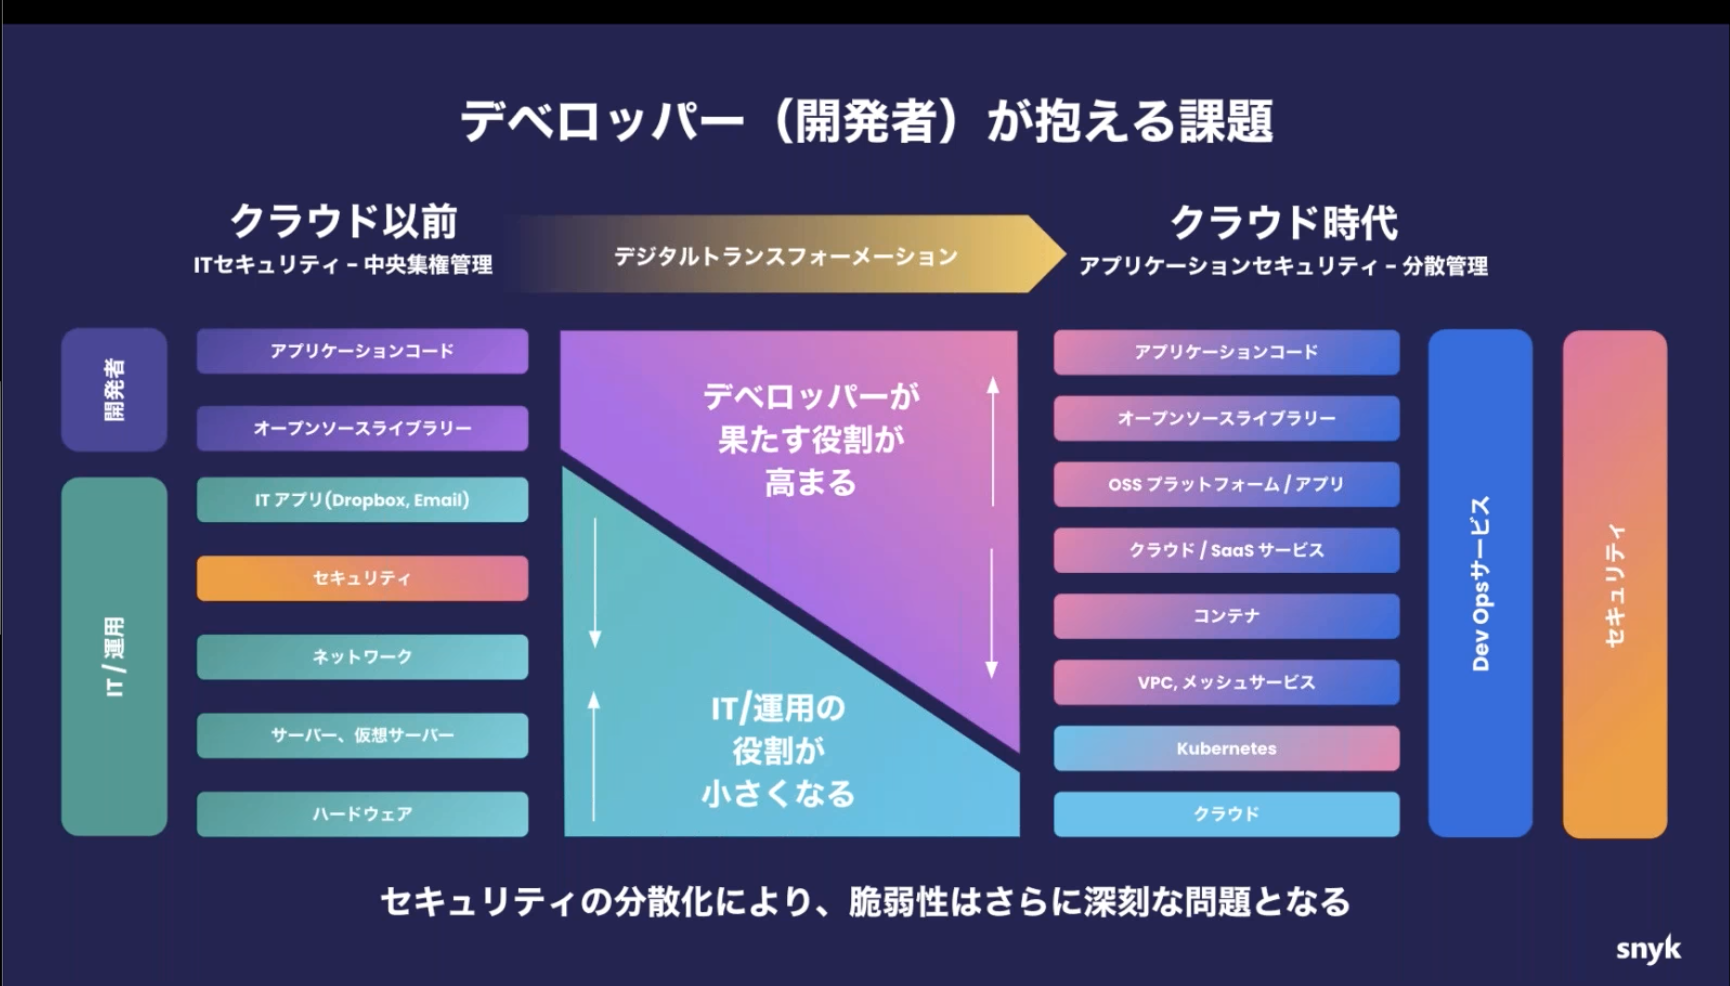 デベロッパー（開発者）が抱える課題
クラウド以前
ITセキュリティ – 中央集権管理
デジタルトランスフォーメーション
クラウド時代
アプリケーションセキュリティ – 分散管理
開発者
IT / 運用
アプリケーションコード
オープンソースライブラリー
IT アプリ(Dropbox, Email)
セキュリティ
ネットワーク
サーバー、仮想サーバー
ハードウェア
デベロッパーが
果たす役割が
高まる
IT/運用の
役割が
小さくなる
アプリケーションコード
オープンソースライブラリー
OSS プラットフォーム / アプリ
クラウド / SaaS サービス
コンテナ
VPC, メッシュサービス
Kubernetes
クラウド
Dev Opsサービス
セキュリティ
セキュリティの分散化により、脆弱性はさらに深刻な問題となる
snyk